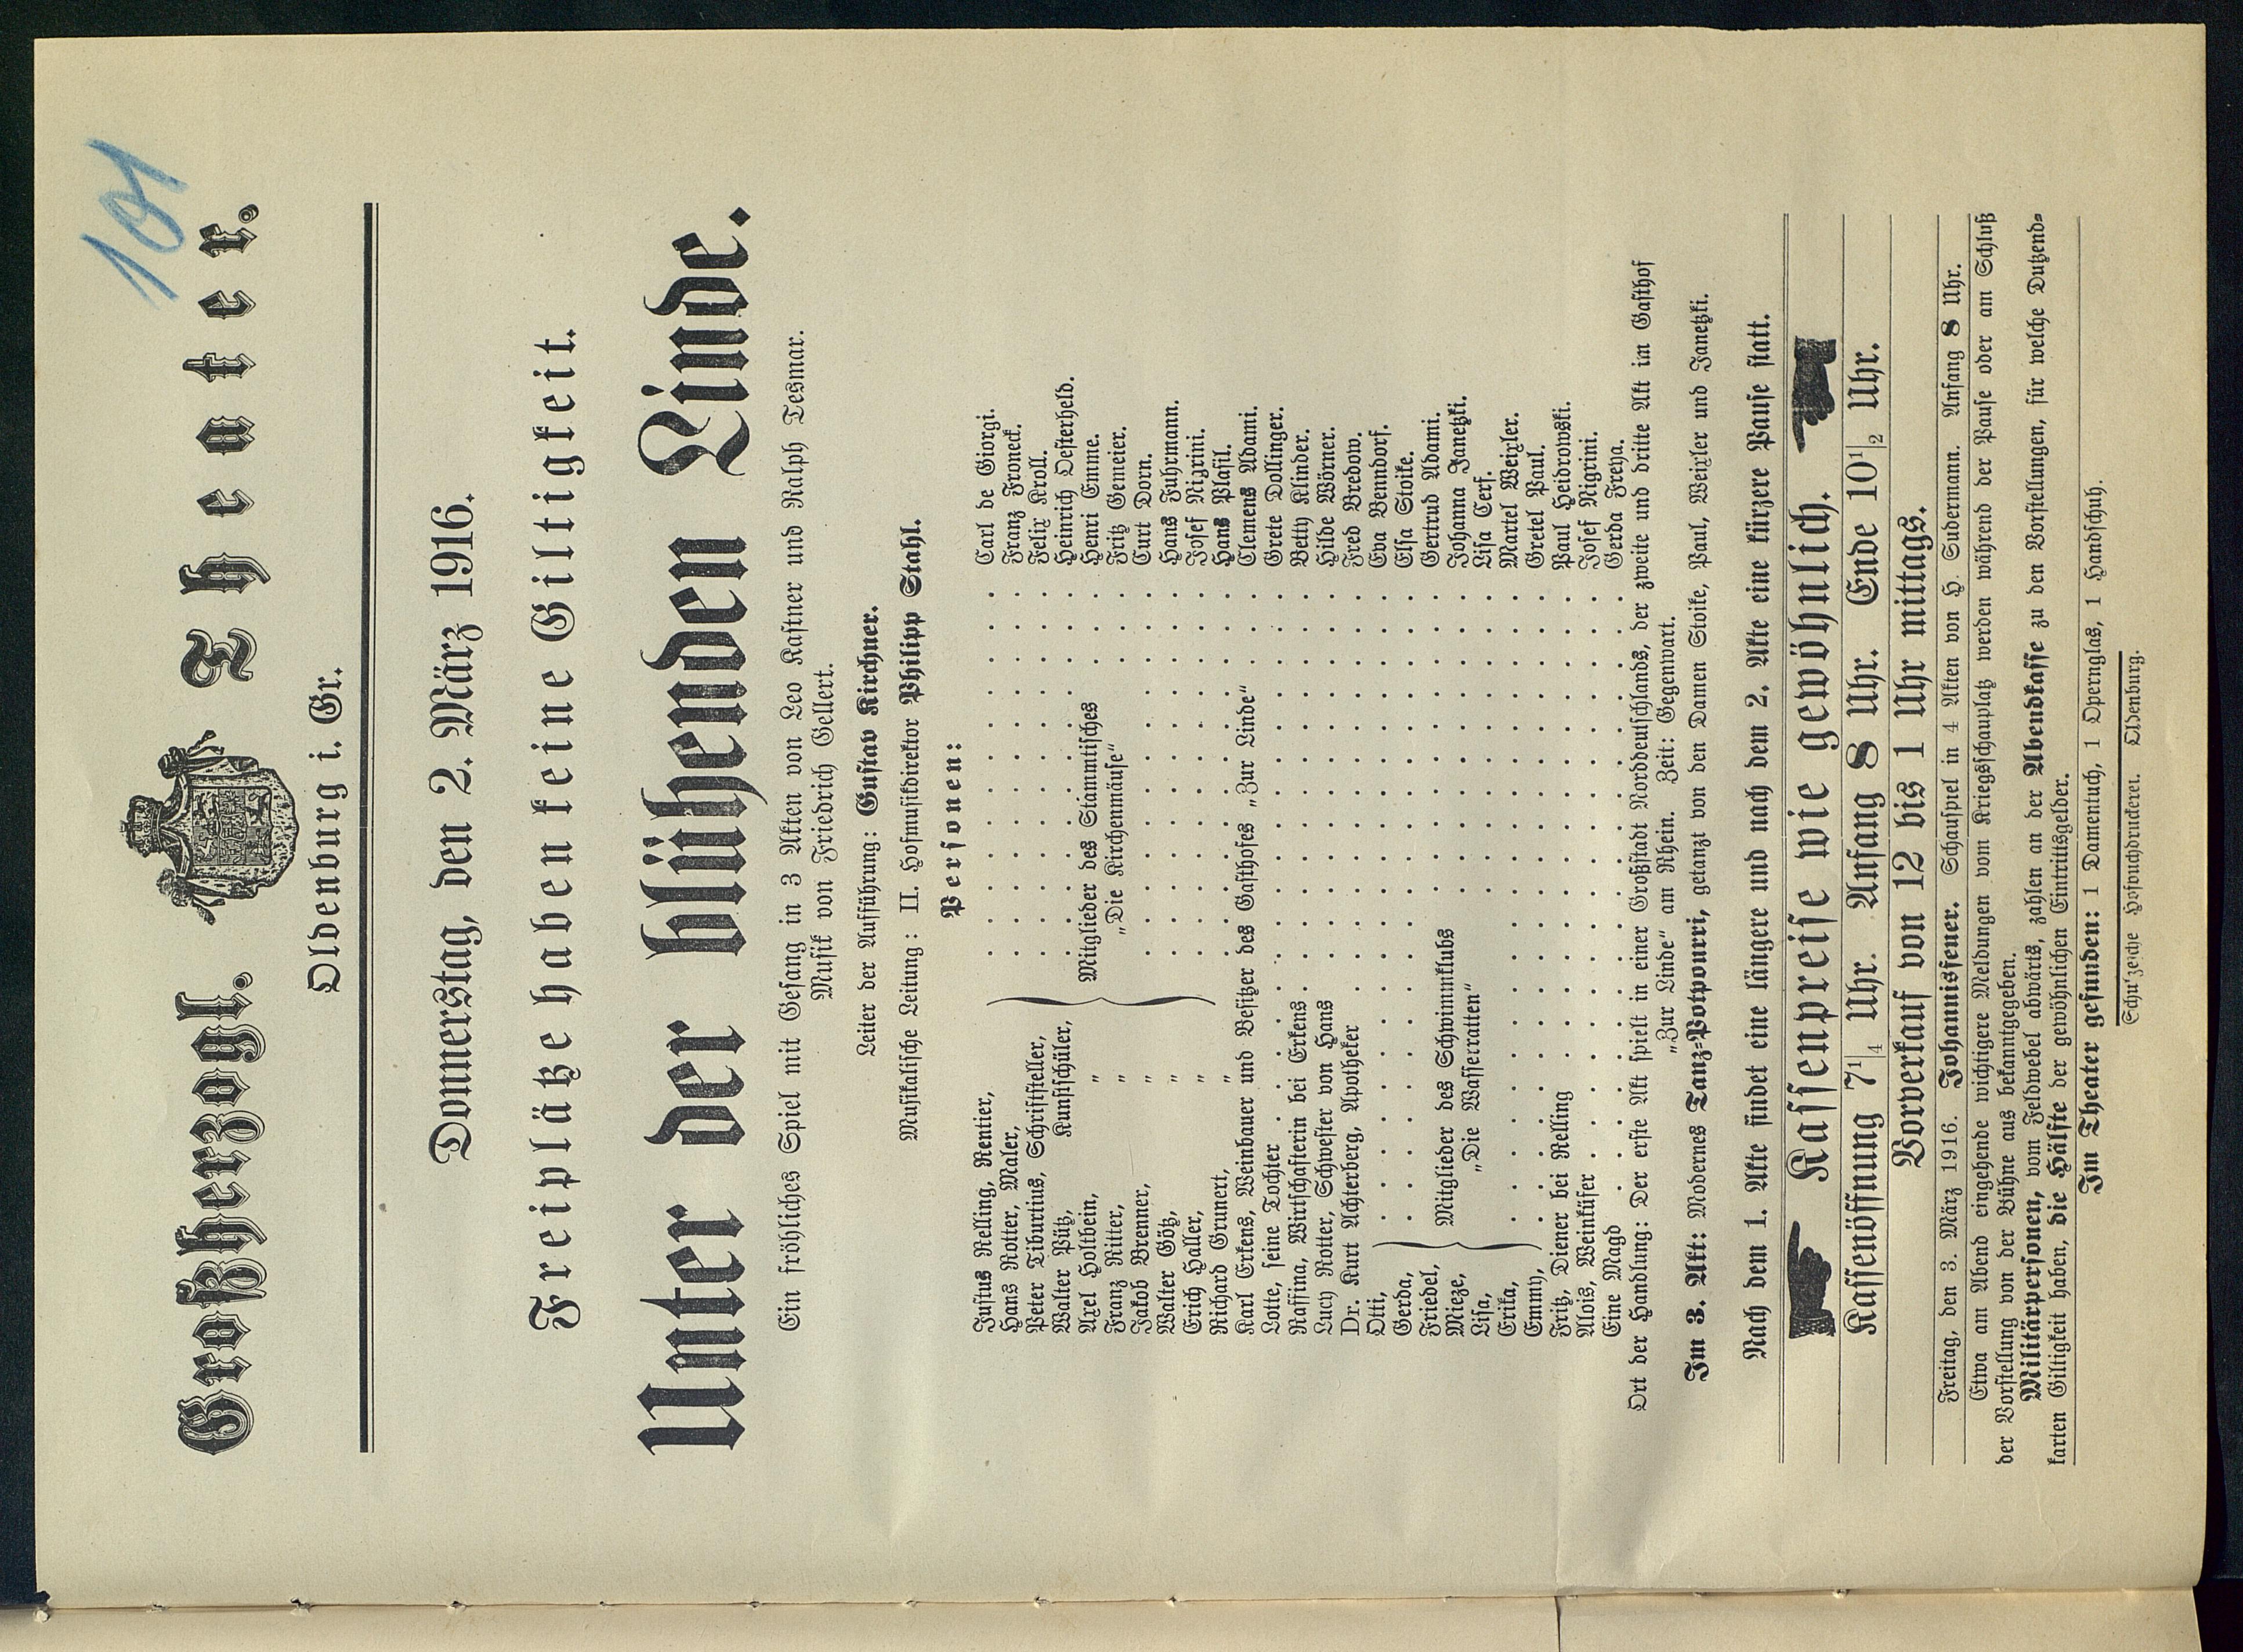 101
Großherzogl. Theater.
Oldenburg i. Gr.
Donnerstag, den 2. März 1916.
Freiplätze haben keine Giltigkeit.
Unter der blühenden Linde.
Ein fröhliches Spiel mit Gesang in 3 Akten von Leo Kastner und Ralph Tesmar.
Musik von Friedrich Gellert.
Leiter der Aufführung: Gustav Kirchner.
Musikalische Leitung: II. Hofmusikdirektor Philipp Stahl.
Personen:
Justus Relling, Rentier, . . . . . . . . . . . . Carl de Giorgi.
Hans Rotter, Maler, . . . . . . . . . . . . Franz Froneck.
Peter Tiburtius, Schriftsteller, . . . . . . . . . . . . Felix Kroll.
Walter Pütz, Kunstschüler, . . . . . . . . . . . . Heinrich Oesterheld.
Axel Holtbein, " Mitglieder des Stammtisches . . . . Henri Emme.
Franz Ritter, " „Die Kirchenmäuse“ . . . . Fritz Gemeier.
Jakob Brenner, " . . . . . . . . . . . . Curt Dorn.
Walter Götz, " . . . . . . . . . . . . Hans Fuhrmann.
Erich Haller, " . . . . . . . . . . . . Josef Nigrini.
Richard Grunert, " . . . . . . . . . . . . Hans Plasil.
Karl Erkens, Weinbauer und Besitzer des Gasthofes „Zur Linde“ . . . Clemens Adami.
Lotte, seine Tochter . . . . . . . . . . . . Grete Dollinger.
Raffina, Wirtschafterin bei Erkens . . . . . . . . . . . . Betty Klinder.
Lucy Rotter, Schwester von Hans . . . . . . . . . . . . Hilde Wörner.
Dr. Kurt Achterberg, Apotheker . . . . . . . . . . . . Fred Bredow.
Otti, . . . . . . . . . . . . Eva Benndorf.
Gerda, . . . . . . . . . . . . Elsa Stoike.
Friedel, Mitglieder des Schwimmklubs . . . . . . . . . . Gertrud Adami.
Mieze, „Die Wasserratten“ . . . . . . . . . . Johanna Janetzki.
Lisa, . . . . . . . . . . Lisa Cerf.
Erika, . . . . . . . . . . . . Martel Weixler.
Emmy, . . . . . . . . . . . . Gretel Paul.
Fritz, Diener bei Relling . . . . . . . . . . . . Paul Heidrowski.
Alois, Weinküfer . . . . . . . . . . . . Josef Nigrini.
Eine Magd . . . . . . . . . . . . Gerda Freya.
Ort der Handlung: Der erste Akt spielt in einer Großstadt Norddeutschlands, der zweite und dritte Akt im Gasthof
„Zur Linde“ am Rhein. Zeit: Gegenwart.
Im 3. Akt: Modernes Tanz-Potpourri, getanzt von den Damen Stoike, Paul, Weixler und Janetzki.
Nach dem 1. Akte findet eine längere und nach dem 2. Akte eine kürzere Pause statt.
Kassenpreise wie gewöhnlich.
Kassenöffnung 7 1/4 Uhr. Anfang 8 Uhr. Ende 10 1/2 Uhr.
Vorverkauf von 12 bis 1 Uhr mittags.
Freitag, den 3. März 1916. Johannisfener. Schauspiel in 4 Akten von H. Sudermann. Anfang 8 Uhr.
Etwa am Abend eingehende wichtigere Meldungen vom Kriegsschauplatz werden während der Pause oder am Schluß
der Vorstellung von der Bühne aus bekanntgegeben.
Militärpersonen, vom Feldwebel abwärts, zahlen an der Abendkasse zu den Vorstellungen, für welche Dutzend-
karten Giltigkeit haben, die Hälfte der gewöhnlichen Eintrittsgelder.
Im Theater gefunden: 1 Damentuch, 1 Opernglas, 1 Handschuh.
Schulzesche Hofbuchdruckerei. Oldenburg.